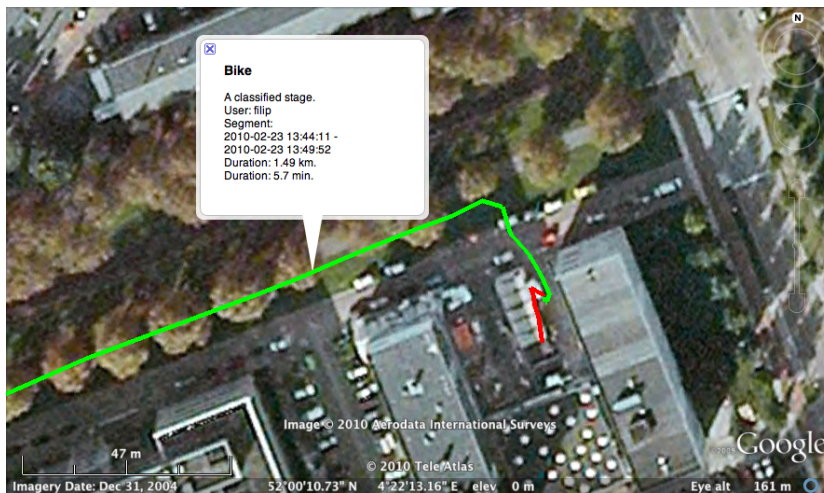 N
Bike
A classified stage.
User: filip
Segment:
2010-02-23 13:44:11 -
2010-02-23 13:49:52
Duration: 1.49 km.
Duration: 5.7 min.
Image © 2010 Aerodata International Surveys
47 m
© 2010 Tele Atlas
Google
Imagery Date: Dec 31, 2004 52°00'10.73" N 4°22'13.16" E elev 0 m Eye alt 161 m